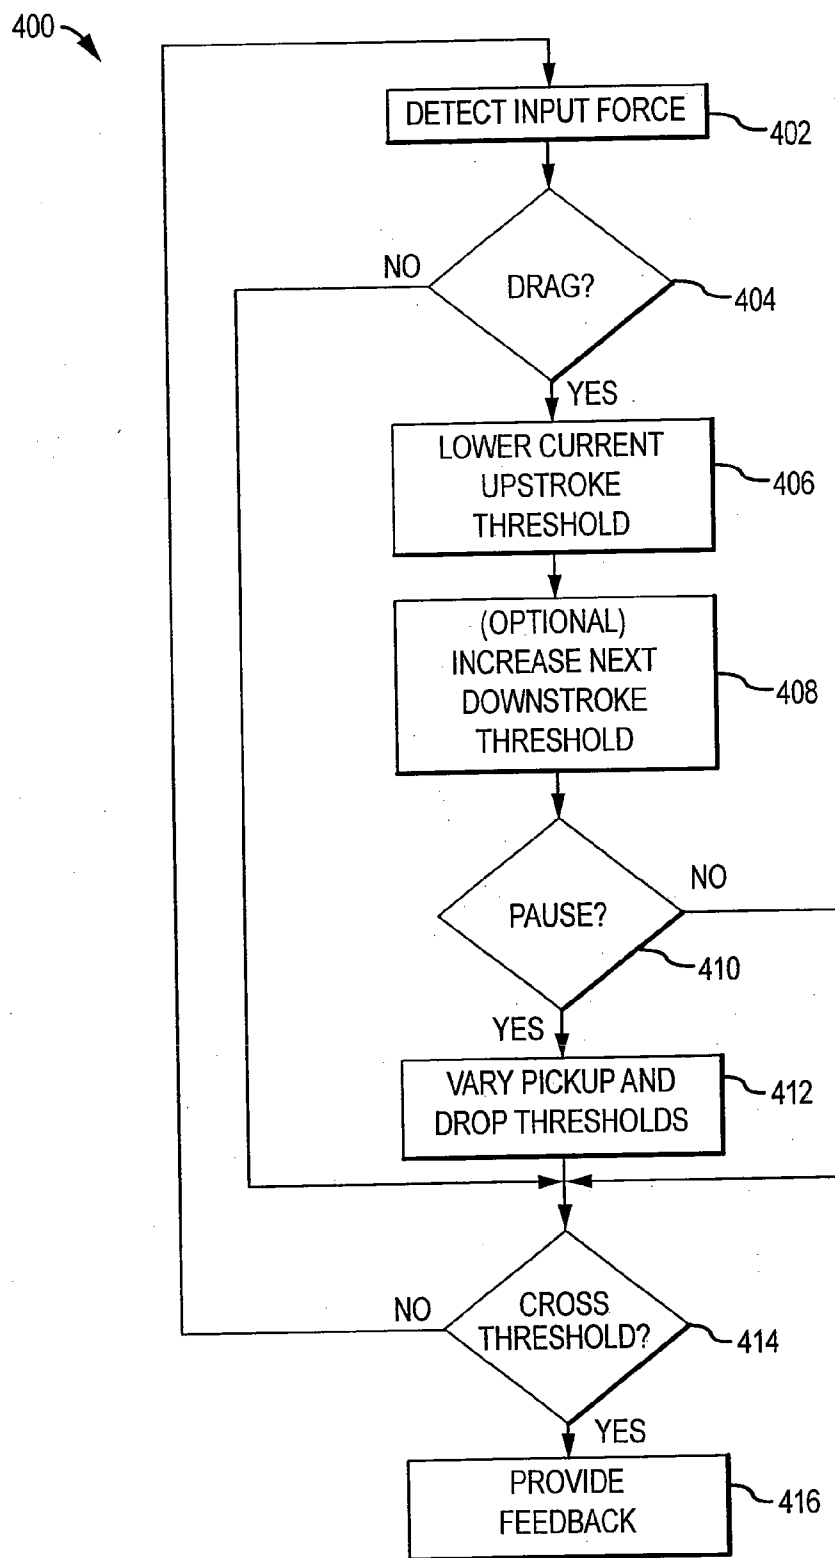 400
DETECT INPUT FORCE
402
NO
DRAG?
404
YES
LOWER CURRENT
UPSTROKE
THRESHOLD
406
(OPTIONAL)
INCREASE NEXT
DOWNSTROKE
THRESHOLD
408
NO
PAUSE?
410
YES
VARY PICKUP AND
DROP THRESHOLDS
412
NO
CROSS
THRESHOLD?
414
YES
PROVIDE
FEEDBACK
416